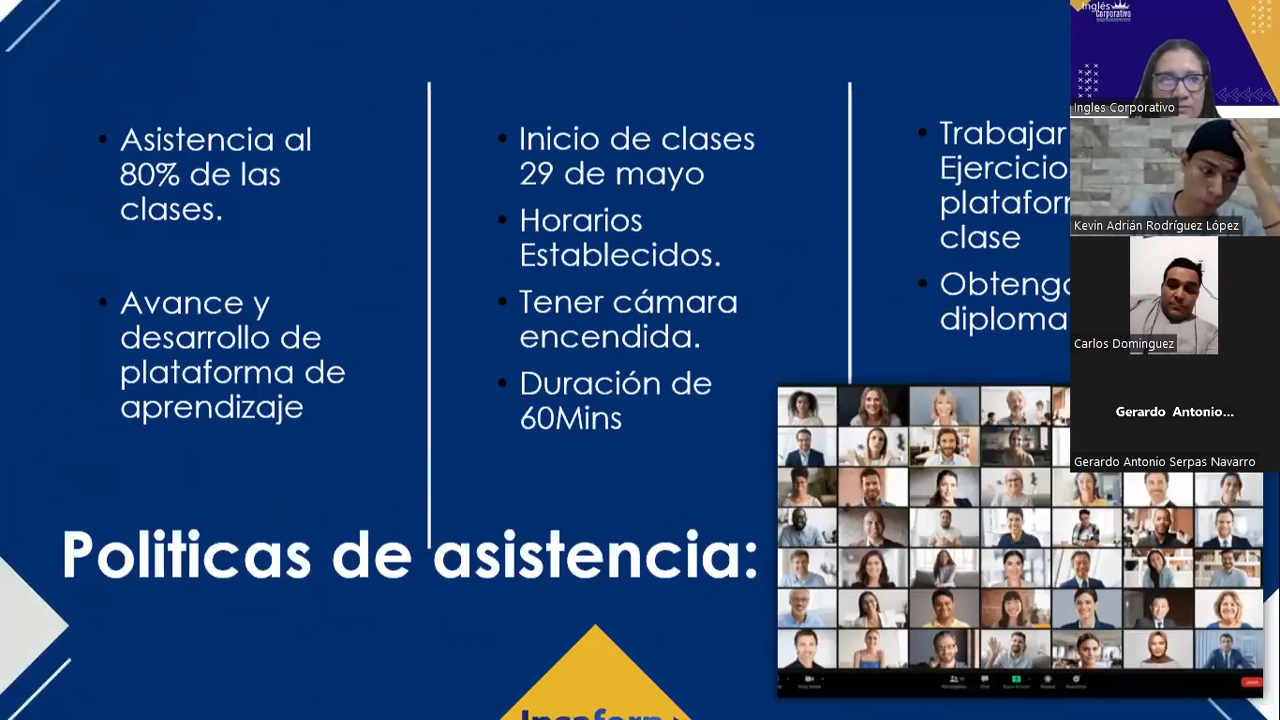 • Asistencia al
80% de las
clases.
• Avance y
desarrollo de
plataforma de
aprendizaje
• Inicio de clases
29 de mayo
• Horarios
Establecidos.
• Tener cámara
encendida.
• Duración de
60Mins
• Trabajar
Ejercicio
platafor
clase
• Obteng
diploma
Politicas de asistencia:
Inglés
Corporativo
Ingles Corporativo
Kevin Adrián Rodríguez López
Carlos Dominguez
Gerardo Antonio...
Gerardo Antonio Serpas Navarro